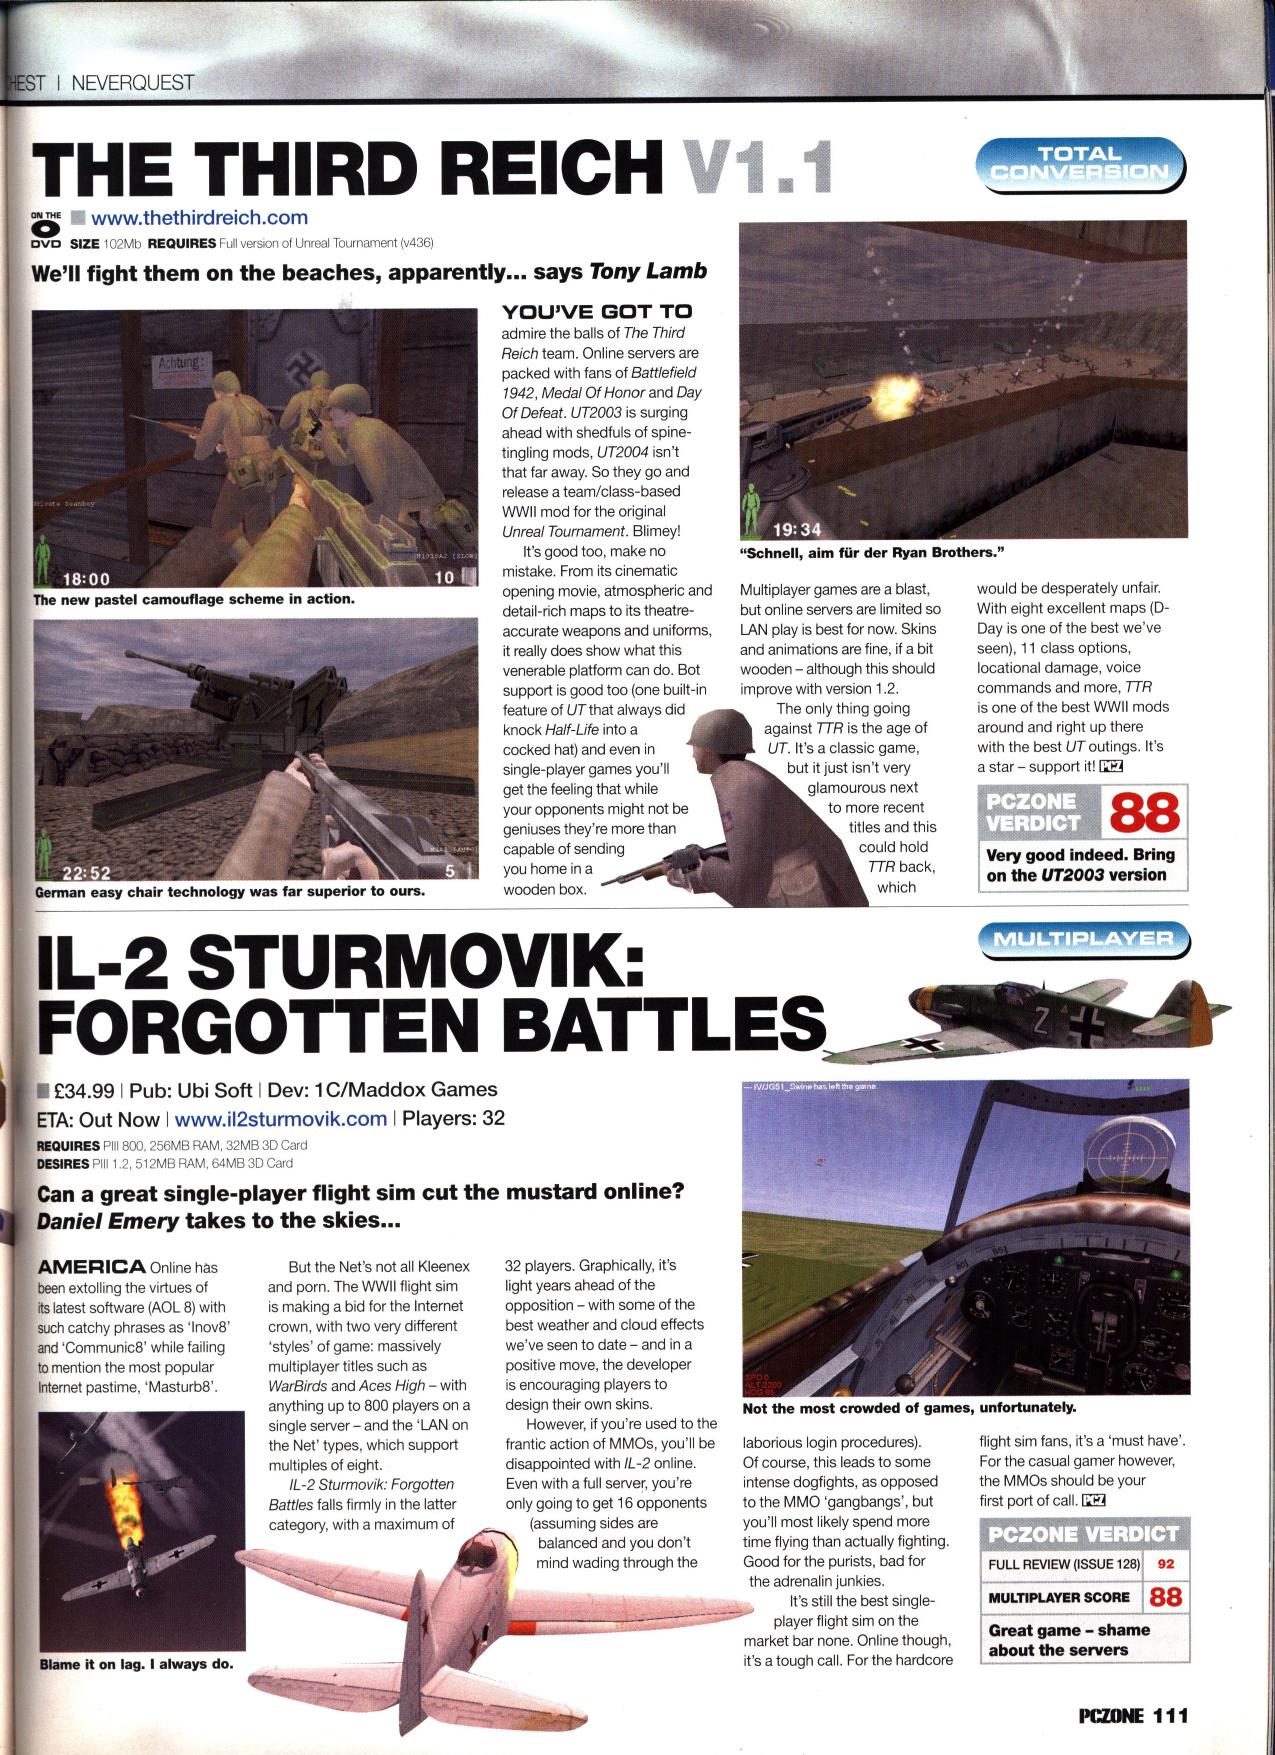 HEST | NEVERQUEST
THE THIRD REICH V1.1
TOTAL
CONVERSION
ON THE
DVD
www.thethirdreich.com
SIZE 102Mb REQUIRES Full version of Unreal Tournament (v436)
We'll fight them on the beaches, apparently... says Tony Lamb
Achtung:
18:00
10
The new pastel camouflage scheme in action.
22:52
5
German easy chair technology was far superior to ours.
YOU'VE GOT TO
admire the balls of The Third
Reich team. Online servers are
packed with fans of Battlefield
1942, Medal Of Honor and Day
Of Defeat. UT2003 is surging
ahead with shedfuls of spine-
tingling mods, UT2004 isn't
that far away. So they go and
release a team/class-based
WWII mod for the original
Unreal Tournament. Blimey!
It's good too, make no
mistake. From its cinematic
opening movie, atmospheric and
detail-rich maps to its theatre-
accurate weapons and uniforms,
it really does show what this
venerable platform can do. Bot
support is good too (one built-in
feature of UT that always did
knock Half-Life into a
cocked hat) and even in
single-player games you'll
get the feeling that while
your opponents might not be
geniuses they're more than
capable of sending
you home in a
wooden box.
19:34
"Schnell, aim für der Ryan Brothers."
Multiplayer games are a blast,
but online servers are limited so
LAN play is best for now. Skins
and animations are fine, if a bit
wooden – although this should
improve with version 1.2.
The only thing going
against TTR is the age of
UT. It's a classic game,
but it just isn't very
glamourous next
to more recent
titles and this
could hold
TTR back,
which
would be desperately unfair.
With eight excellent maps (D-
Day is one of the best we've
seen), 11 class options,
locational damage, voice
commands and more, TTR
is one of the best WWII mods
around and right up there
with the best UT outings. It's
a star – support it! PCZ
PCZONE
VERDICT
88
Very good indeed. Bring
on the UT2003 version
IL-2 STURMOVIK:
FORGOTTEN BATTLES
MULTIPLAYER
Z
£34.99 | Pub: Ubi Soft | Dev: 1C/Maddox Games
ETA: Out Now | www.il2sturmovik.com | Players: 32
REQUIRES PIII 800, 256MB RAM, 32MB 3D Card
DESIRES PIII 1.2, 512MB RAM, 64MB 3D Card
Can a great single-player flight sim cut the mustard online?
Daniel Emery takes to the skies...
AMERICA Online has
been extolling the virtues of
its latest software (AOL 8) with
such catchy phrases as 'Inov8'
and 'Communic8' while failing
to mention the most popular
Internet pastime, 'Masturb8'.
Blame it on lag. I always do.
But the Net's not all Kleenex
and porn. The WWII flight sim
is making a bid for the Internet
crown, with two very different
'styles' of game: massively
multiplayer titles such as
WarBirds and Aces High – with
anything up to 800 players on a
single server – and the 'LAN on
the Net' types, which support
multiples of eight.
IL-2 Sturmovik: Forgotten
Battles falls firmly in the latter
category, with a maximum of
32 players. Graphically, it's
light years ahead of the
opposition – with some of the
best weather and cloud effects
we've seen to date – and in a
positive move, the developer
is encouraging players to
design their own skins.
However, if you're used to the
frantic action of MMOs, you'll be
disappointed with IL-2 online.
Even with a full server, you're
only going to get 16 opponents
(assuming sides are
balanced and you don't
mind wading through the
--- IV/JG51_Swine has left the game.
SPD 0
ALT 2200
Not the most crowded of games, unfortunately.
laborious login procedures).
Of course, this leads to some
intense dogfights, as opposed
to the MMO 'gangbangs', but
you'll most likely spend more
time flying than actually fighting.
Good for the purists, bad for
the adrenalin junkies.
It's still the best single-
player flight sim on the
market bar none. Online though,
it's a tough call. For the hardcore
flight sim fans, it's a 'must have'.
For the casual gamer however,
the MMOs should be your
first port of call. PCZ
PCZONE VERDICT
FULL REVIEW (ISSUE 128) 92
MULTIPLAYER SCORE 88
Great game – shame
about the servers
PCZONE 111